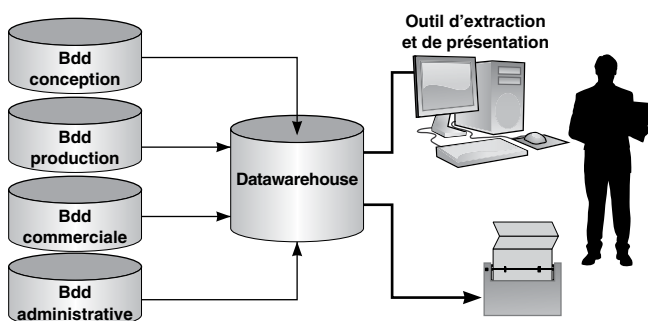 Bdd
conception
Bdd
production
Bdd
commerciale
Bdd
administrative
Datawarehouse
Outil d’extraction
et de présentation